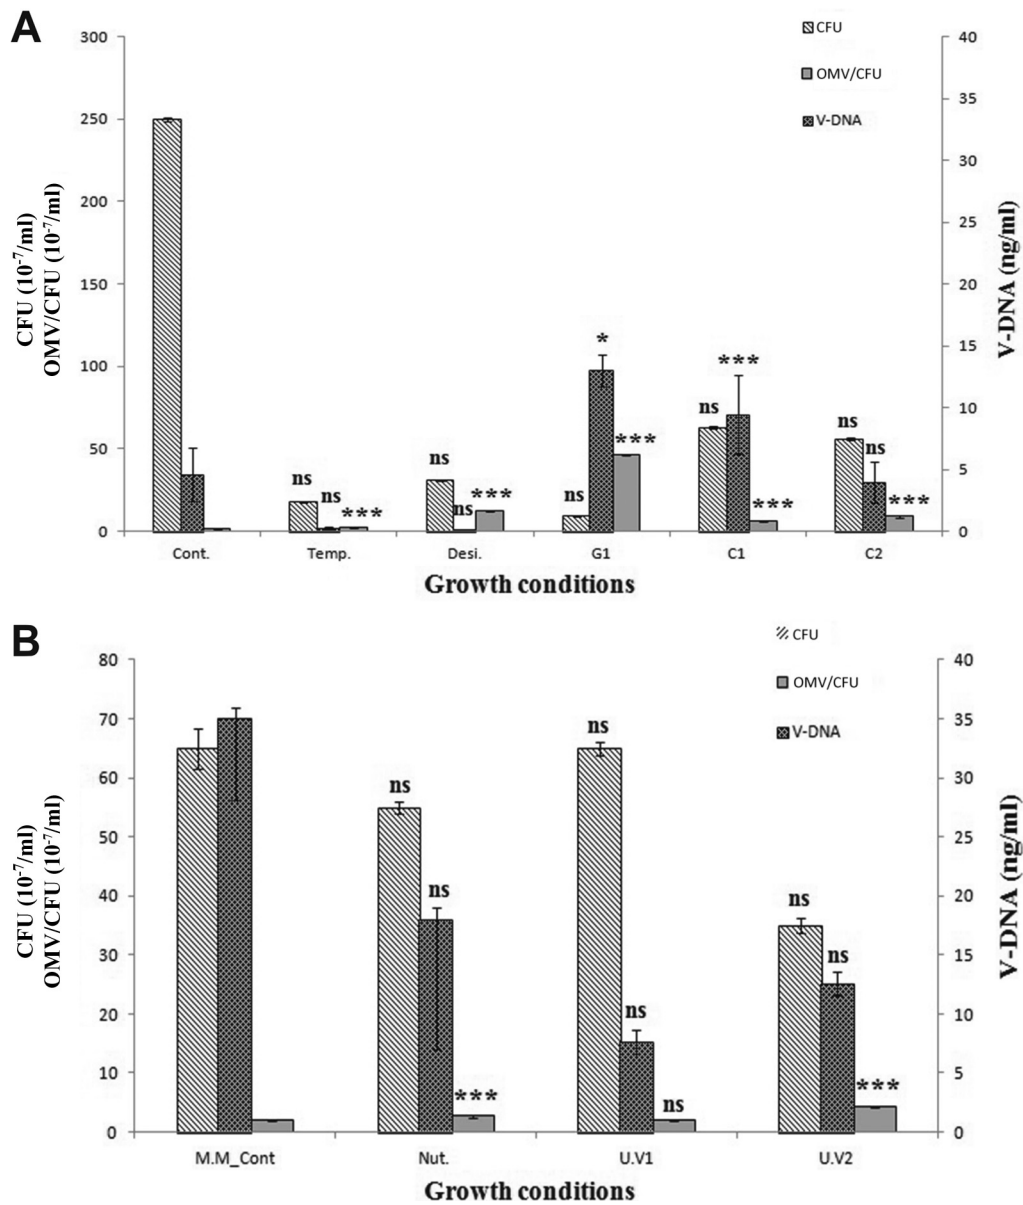 A
CFU
OMV/CFU
V-DNA
300
250
200
150
100
50
0
40
35
30
25
20
15
10
5
0
CFU (10-7/ml)
OMV/CFU (10-7/ml)
V-DNA (ng/ml)
ns
ns
***
ns
ns
***
ns
*
***
ns
***
***
ns
ns
***
Cont.
Temp.
Desi.
G1
C1
C2
Growth conditions
B
CFU
OMV/CFU
V-DNA
80
70
60
50
40
30
20
10
0
40
35
30
25
20
15
10
5
0
CFU (10-7/ml)
OMV/CFU (10-7/ml)
V-DNA (ng/ml)
ns
ns
***
ns
ns
ns
ns
ns
***
M.M_Cont
Nut.
U.V1
U.V2
Growth conditions